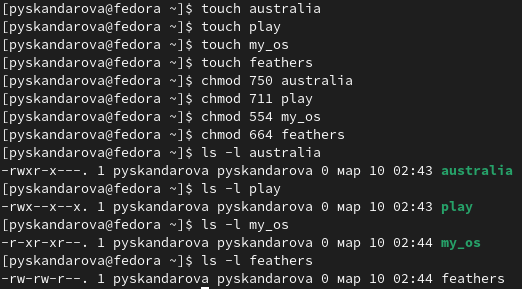 [pyskandarova@fedora ~]$ touch australia
[pyskandarova@fedora ~]$ touch play
[pyskandarova@fedora ~]$ touch my_os
[pyskandarova@fedora ~]$ touch feathers
[pyskandarova@fedora ~]$ chmod 750 australia
[pyskandarova@fedora ~]$ chmod 711 play
[pyskandarova@fedora ~]$ chmod 554 my_os
[pyskandarova@fedora ~]$ chmod 664 feathers
[pyskandarova@fedora ~]$ ls -l australia
-rwxr-x---. 1 pyskandarova pyskandarova 0 мар 10 02:43 australia
[pyskandarova@fedora ~]$ ls -l play
-rwx--x--x. 1 pyskandarova pyskandarova 0 мар 10 02:43 play
[pyskandarova@fedora ~]$ ls -l my_os
-r-xr-xr--. 1 pyskandarova pyskandarova 0 мар 10 02:44 my_os
[pyskandarova@fedora ~]$ ls -l feathers
-rw-rw-r--. 1 pyskandarova pyskandarova 0 мар 10 02:44 feathers